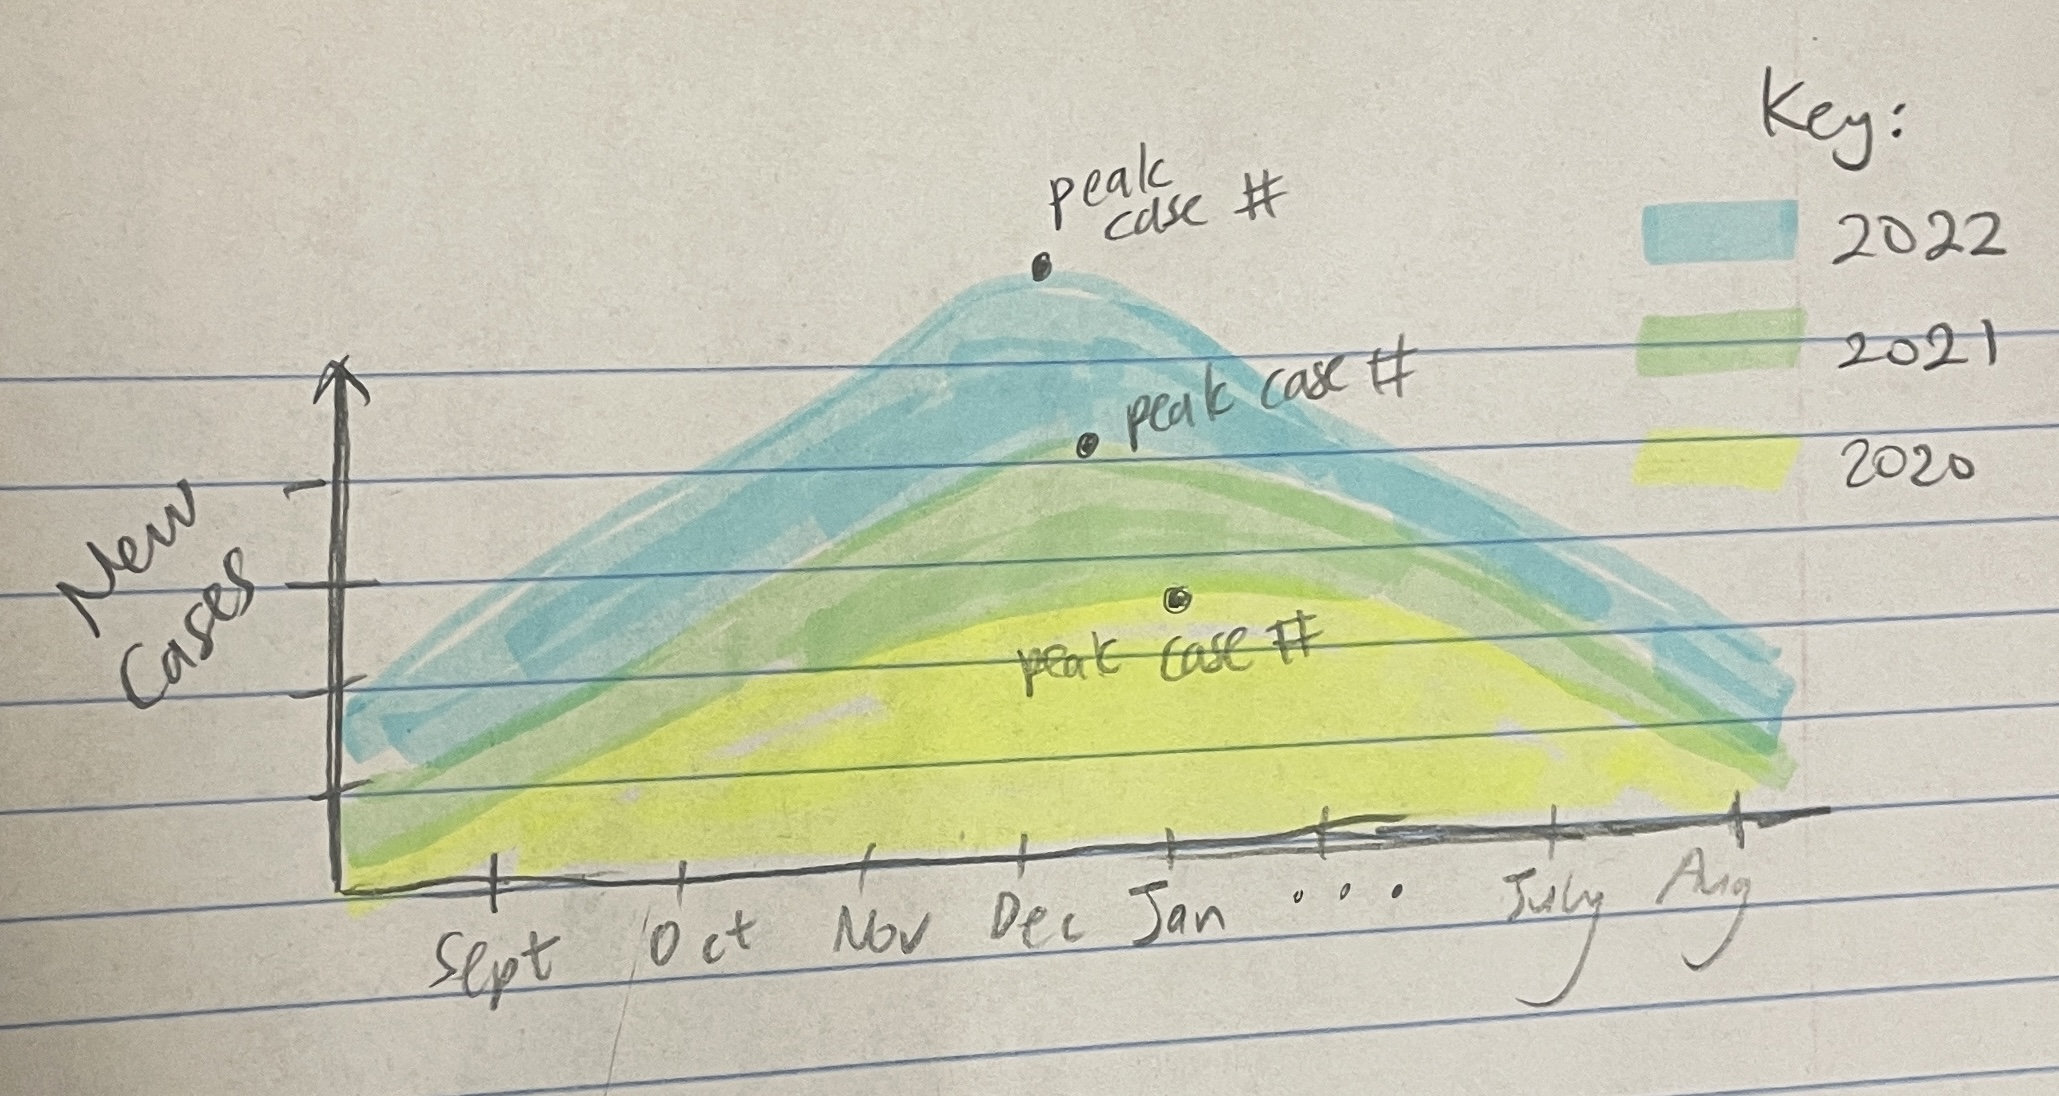 Key:
2022
2021
2020
peak
case #
peak case #
peak case #
New
Cases
Sept Oct Nov Dec Jan ... July Aug